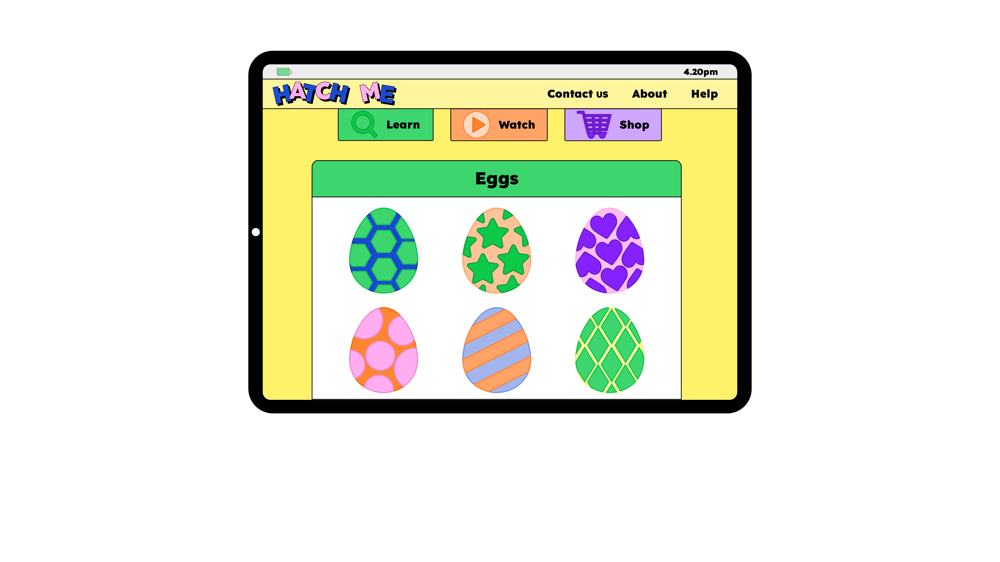 4.20pm
HATCH ME
Contact us About Help
Learn Watch Shop
Eggs